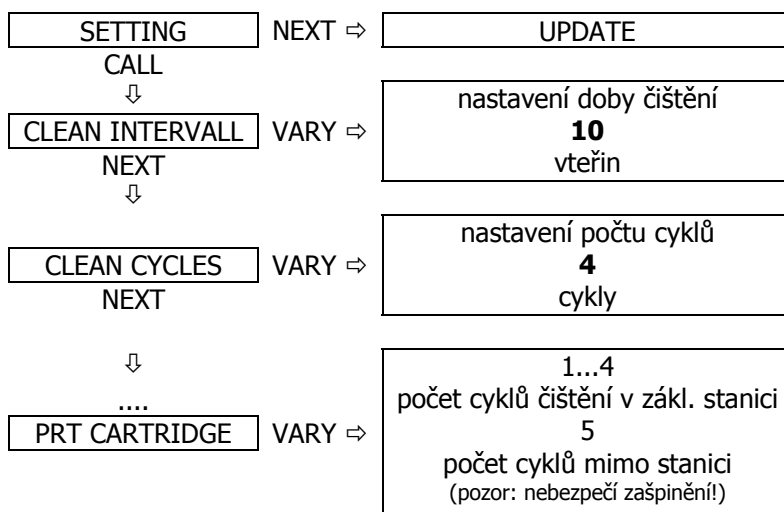 SETTING NEXT ⇨ UPDATE
CALL
⇩
nastavení doby čištění
CLEAN INTERVALL VARY ⇨ 10
NEXT vteřin
⇩
nastavení počtu cyklů
CLEAN CYCLES VARY ⇨ 4
NEXT cykly
⇩ 1...4
.... počet cyklů čištění v zákl. stanici
PRT CARTRIDGE VARY ⇨ 5
počet cyklů mimo stanici
(pozor: nebezpečí zašpinění!)